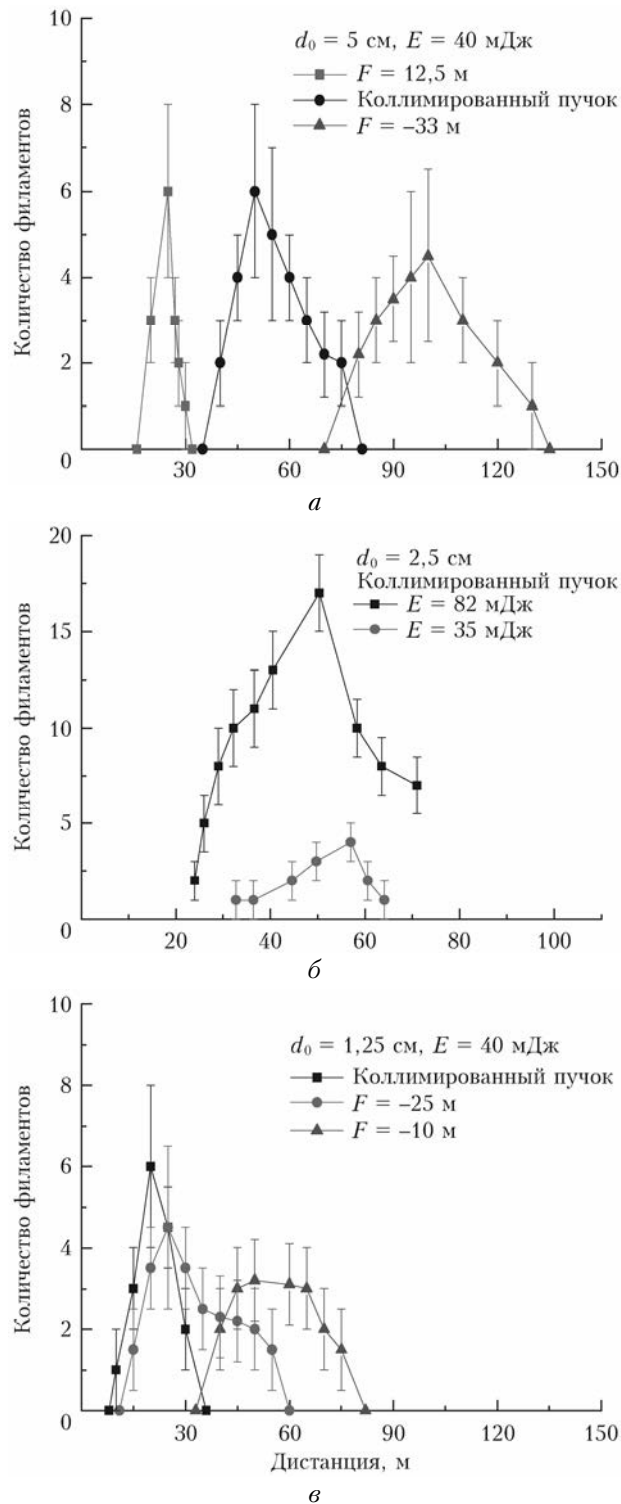 10
8
6
4
2
0
Количество филаментов
d₀ = 5 см, E = 40 мДж
F = 12,5 м
Коллимированный пучок
F = –33 м
30 60 90 120 150
а
20
15
10
5
0
Количество филаментов
d₀ = 2,5 см
Коллимированный пучок
E = 82 мДж
E = 35 мДж
20 40 60 80 100
б
10
8
6
4
2
0
Количество филаментов
d₀ = 1,25 см, E = 40 мДж
Коллимированный пучок
F = –25 м
F = –10 м
30 60 90 120 150
Дистанция, м
в